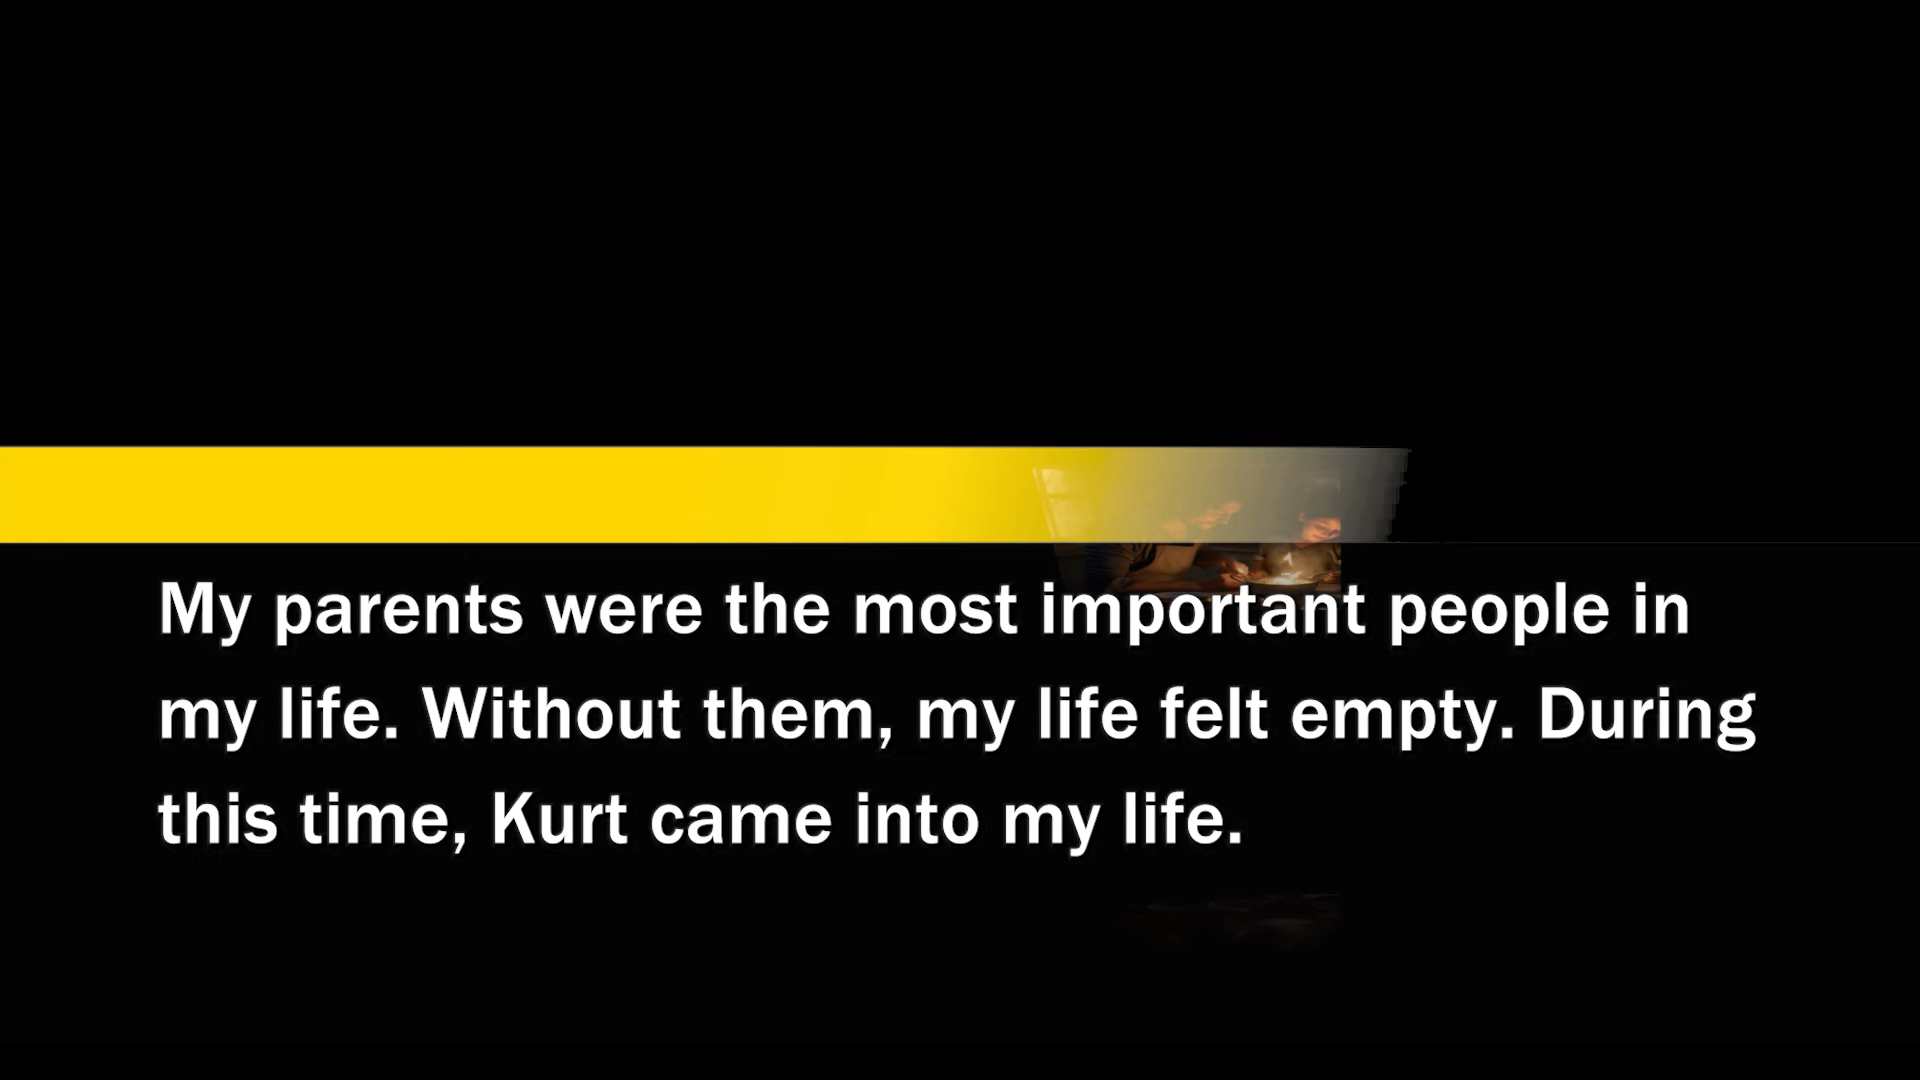 My parents were the most important people in
my life. Without them, my life felt empty. During
this time, Kurt came into my life.